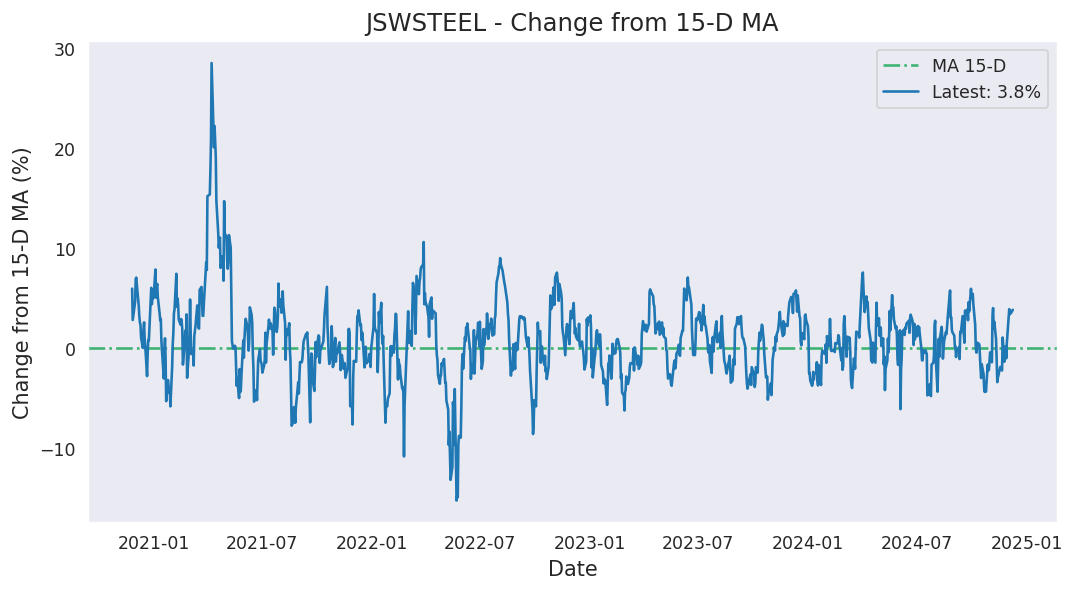 JSWSTEEL - Change from 15-D MA
MA 15-D
Latest: 3.8%
Change from 15-D MA (%)
30
20
10
0
−10
2021-01 2021-07 2022-01 2022-07 2023-01 2023-07 2024-01 2024-07 2025-01
Date